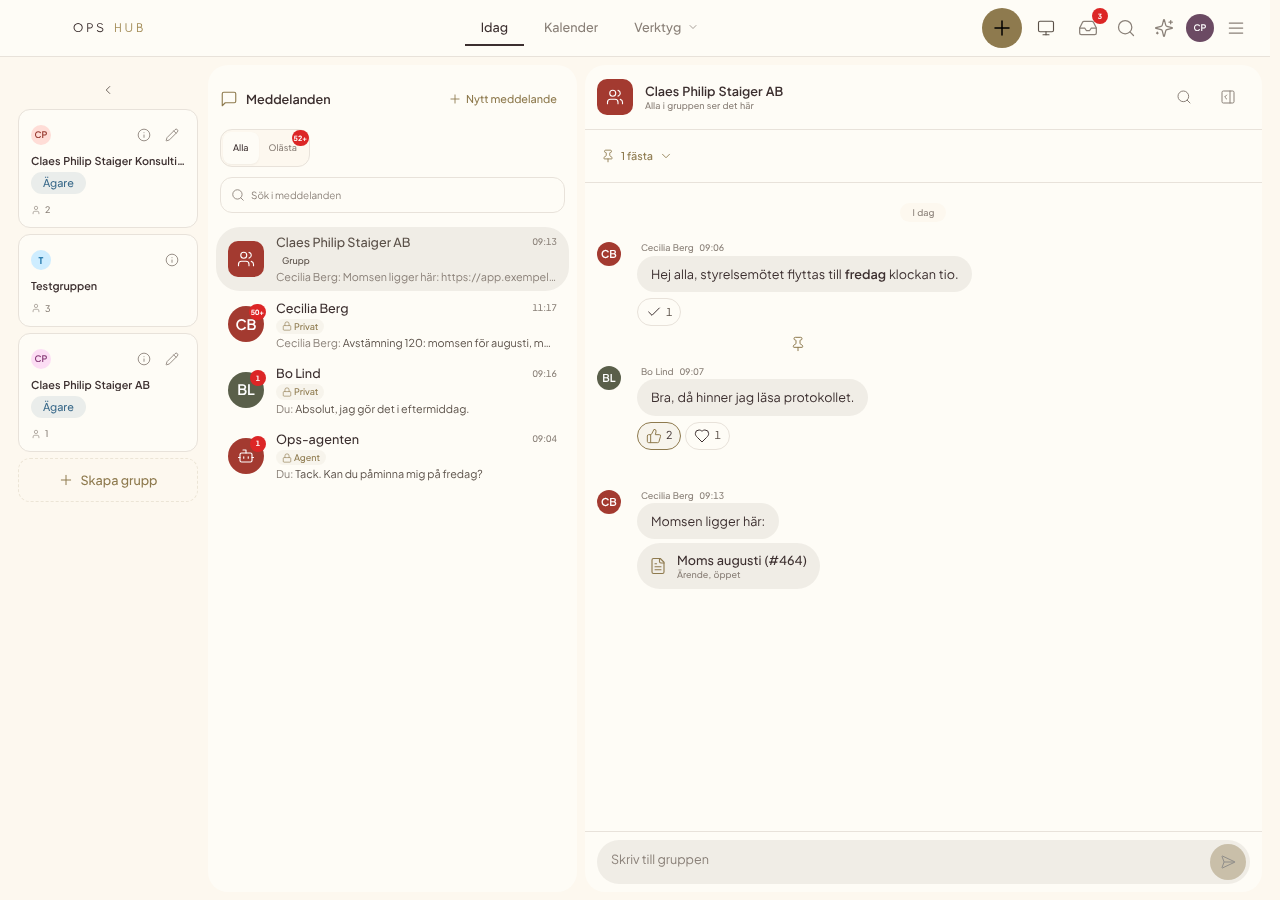 OPS HUB
Idag
Kalender
Verktyg
3
CP
CP
Claes Philip Staiger Konsulti...
Ägare
2
T
Testgruppen
3
CP
Claes Philip Staiger AB
Ägare
1
Skapa grupp
Meddelanden
Nytt meddelande
Alla
Olästa
52+
Sök i meddelanden
Claes Philip Staiger AB
09:13
Grupp
Cecilia Berg: Momsen ligger här: https://app.exempel...
CB
50+
Cecilia Berg
11:17
Privat
Cecilia Berg: Avstämning 120: momsen för augusti, m...
BL
1
Bo Lind
09:16
Privat
Du: Absolut, jag gör det i eftermiddag.
1
Ops-agenten
09:04
Agent
Du: Tack. Kan du påminna mig på fredag?
Claes Philip Staiger AB
Alla i gruppen ser det här
1 fästa
I dag
CB
Cecilia Berg 09:06
Hej alla, styrelsemötet flyttas till fredag klockan tio.
1
BL
Bo Lind 09:07
Bra, då hinner jag läsa protokollet.
2
1
CB
Cecilia Berg 09:13
Momsen ligger här:
Moms augusti (#464)
Ärende, öppet
Skriv till gruppen